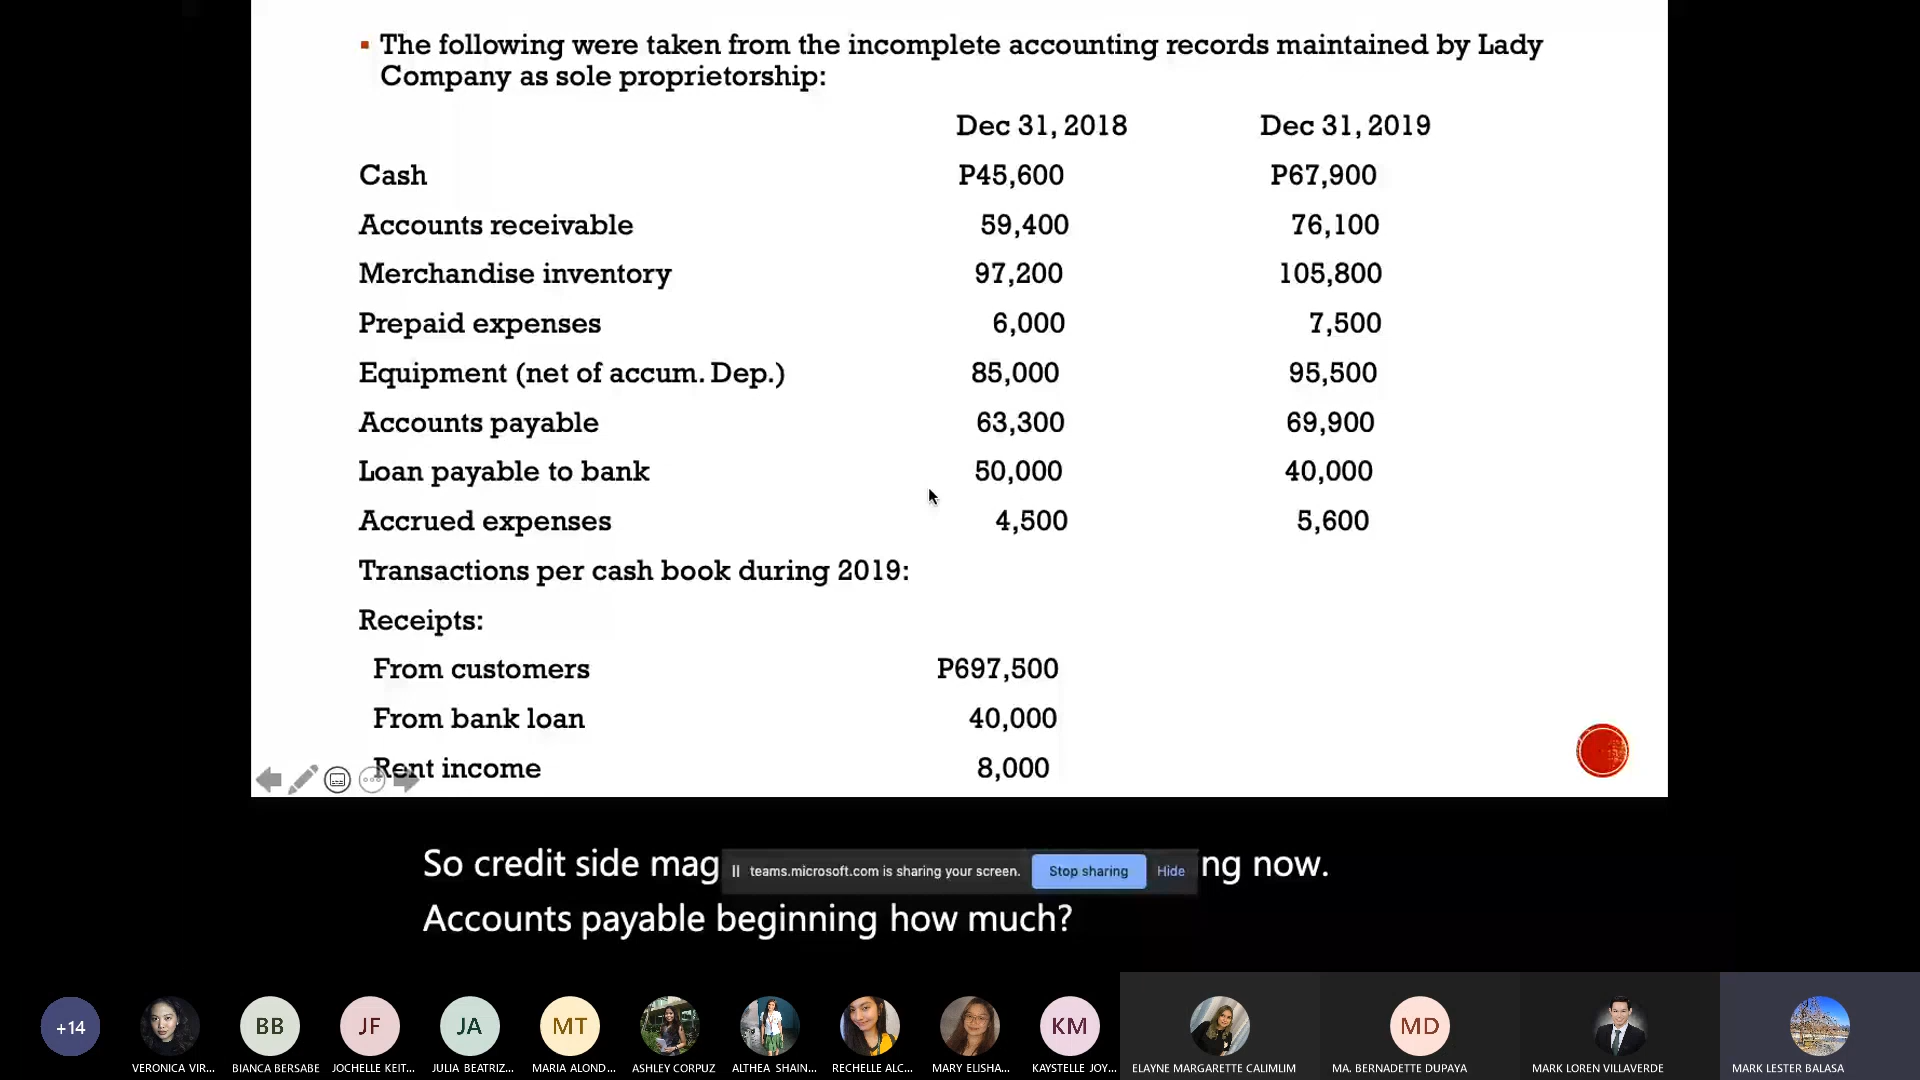 The following were taken from the incomplete accounting records maintained by Lady
Company as sole proprietorship:
Dec 31, 2018 Dec 31, 2019
Cash P45,600 P67,900
Accounts receivable 59,400 76,100
Merchandise inventory 97,200 105,800
Prepaid expenses 6,000 7,500
Equipment (net of accum. Dep.) 85,000 95,500
Accounts payable 63,300 69,900
Loan payable to bank 50,000 40,000
Accrued expenses 4,500 5,600
Transactions per cash book during 2019:
Receipts:
From customers P697,500
From bank loan 40,000
Rent income 8,000
So credit side mag ng now.
teams.microsoft.com is sharing your screen. Stop sharing Hide
Accounts payable beginning how much?
+14 BB JF JA MT KM MD
VERONICA VIR... BIANCA BERSABE JOCHELLE KEIT... JULIA BEATRIZ... MARIA ALOND... ASHLEY CORPUZ ALTHEA SHAIN... RECHELLE ALC... MARY ELISHA... KAYSTELLE JOY... ELAYNE MARGARETTE CALIMLIM MA. BERNADETTE DUPAYA MARK LOREN VILLAVERDE MARK LESTER BALASA